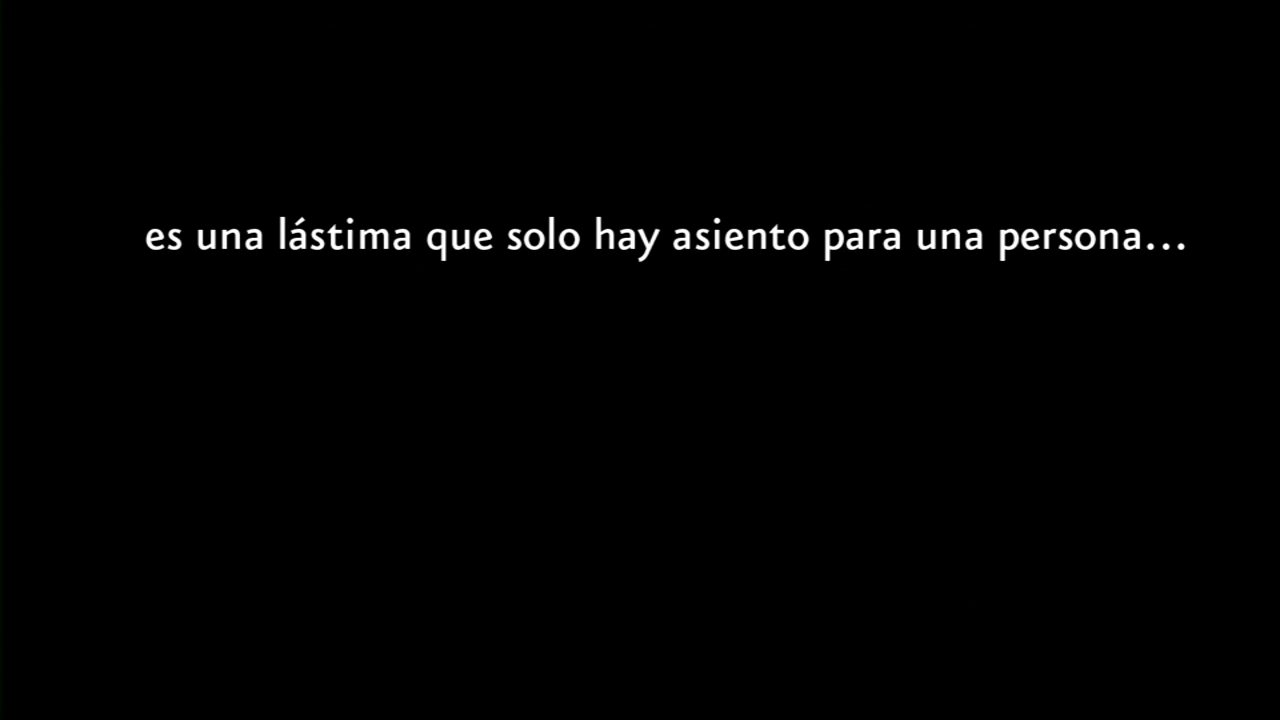 es una lástima que solo hay asiento para una persona...